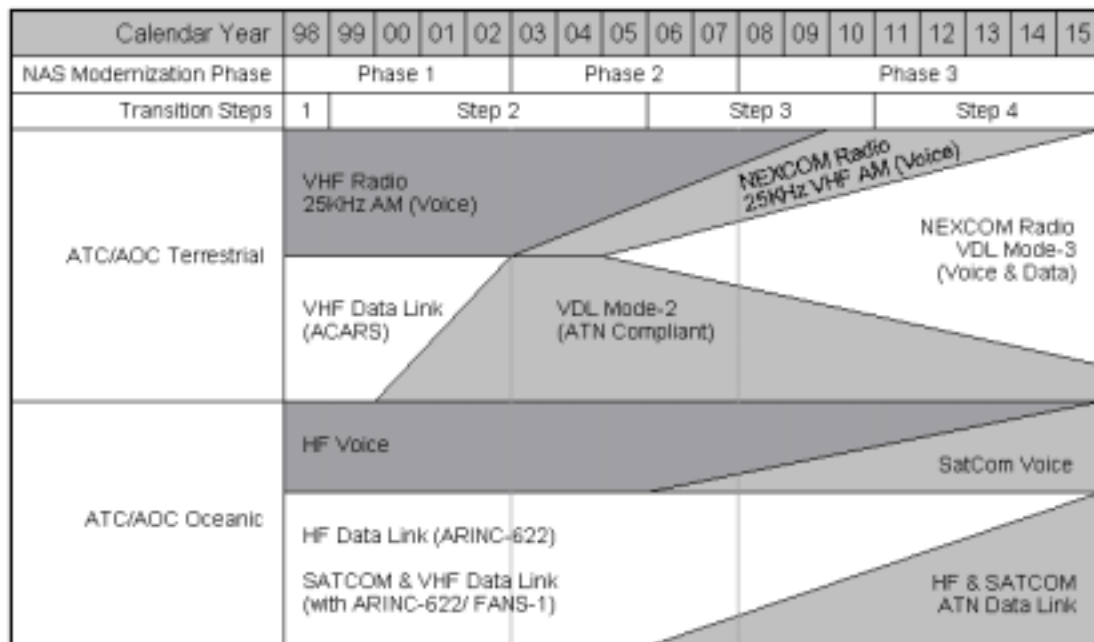 Calendar Year 98 99 00 01 02 03 04 05 06 07 08 09 10 11 12 13 14 15
NAS Modernization Phase Phase 1 Phase 2 Phase 3
Transition Steps 1 Step 2 Step 3 Step 4
ATC/AOC Terrestrial
VHF Radio
25KHz AM (Voice)
NEXCOM Radio
25KHz VHF AM (Voice)
NEXCOM Radio
VDL Mode-3
(Voice & Data)
VHF Data Link
(ACARS)
VDL Mode-2
(ATN Compliant)
ATC/AOC Oceanic
HF Voice
SatCom Voice
HF Data Link (ARINC-622)
SATCOM & VHF Data Link
(with ARINC-622/ FANS-1)
HF & SATCOM
ATN Data Link